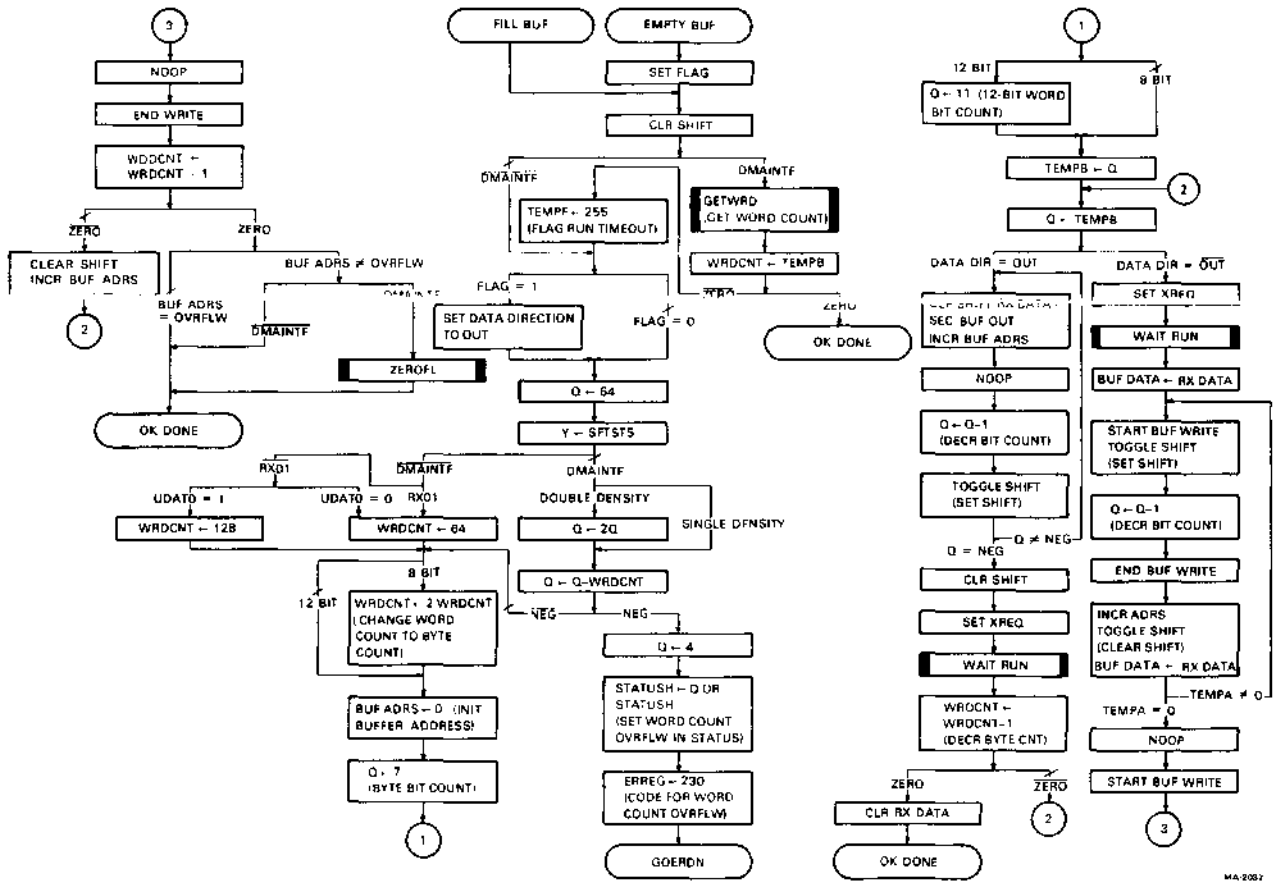 3
NOOP
END WRITE
WDDCNT ←
WRDCNT - 1
ZERO
ZERO
CLEAR SHIFT
INCR BUF ADRS
2
BUF ADRS
= OVRFLW
BUF ADRS ≠ OVRFLW
DMAINTF
ZEROFL
OK DONE
FILL BUF
EMPTY BUF
SET FLAG
CLR SHIFT
DMAINTF
DMAINTF
TEMPF ← 255
(FLAG RUN TIMEOUT)
GETWRD
(GET WORD COUNT)
WRDCNT ← TEMPB
ZERO
ZERO
OK DONE
FLAG = 1
FLAG = 0
SET DATA DIRECTION
TO OUT
Q ← 64
Y ← SFTSTS
RX01
DMAINTF
DMAINTF
UDAT0 = 1
UDAT0 = 0
RX01
WRDCNT ← 128
WRDCNT ← 64
DOUBLE DENSITY
SINGLE DENSITY
Q ← 2Q
Q ← Q-WRDCNT
NEG
NEG
8 BIT
12 BIT
WRDCNT ← 2 WRDCNT
(CHANGE WORD
COUNT TO BYTE
COUNT)
BUF ADRS ← 0 (INIT
BUFFER ADDRESS)
Q ← 7
(BYTE BIT COUNT)
1
Q ← 4
STATUSH ← Q OR
STATUSH
(SET WORD COUNT
OVRFLW IN STATUS)
ERREG ← 230
(CODE FOR WORD
COUNT OVRFLW)
GOERDN
1
12 BIT
8 BIT
Q ← 11 (12-BIT WORD
BIT COUNT)
TEMPB ← Q
2
Q ← TEMPB
DATA DIR = OUT
DATA DIR = OUT
SEC BUF OUT
INCR BUF ADRS
NOOP
Q ← Q-1
(DECR BIT COUNT)
TOGGLE SHIFT
(SET SHIFT)
Q ≠ NEG
Q = NEG
CLR SHIFT
SET XREQ
WAIT RUN
WRDCNT ←
WRDCNT-1
(DECR BYTE CNT)
ZERO
ZERO
CLR RX DATA
2
OK DONE
SET XREQ
WAIT RUN
BUF DATA ← RX DATA
START BUF WRITE
TOGGLE SHIFT
(SET SHIFT)
Q ← Q-1
(DECR BIT COUNT)
END BUF WRITE
INCR ADRS
TOGGLE SHIFT
(CLEAR SHIFT)
BUF DATA ← RX DATA
TEMPA ≠ 0
TEMPA = 0
NOOP
START BUF WRITE
3
MA-2032